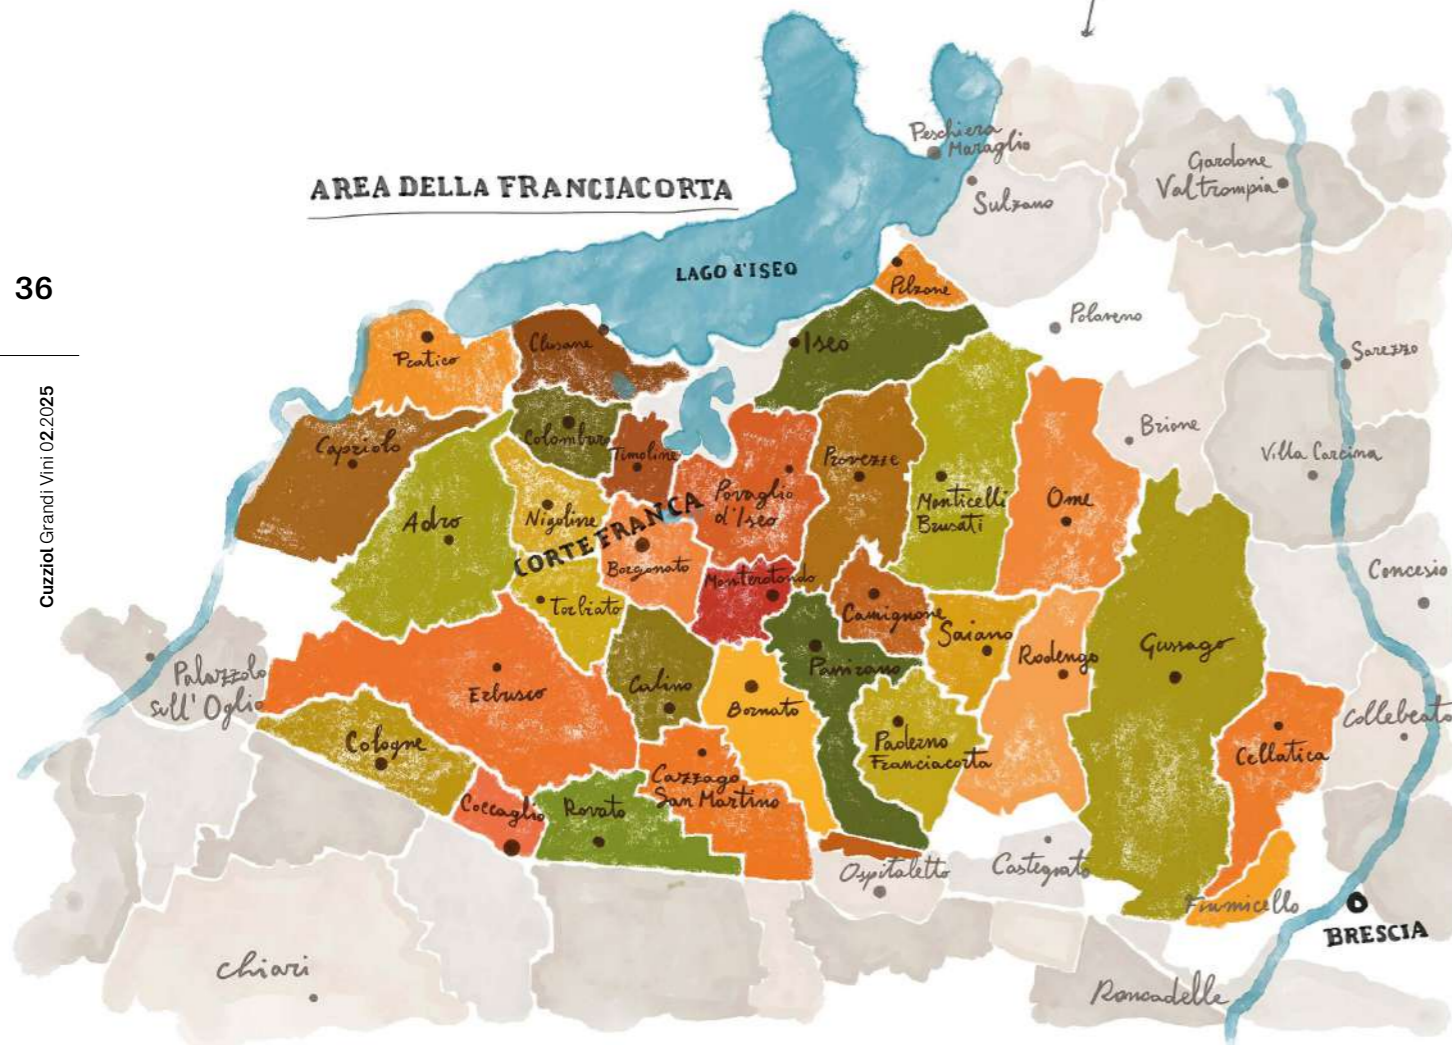 Peschiera
Maraglio
Gardone
Valtrompia
AREA DELLA FRANCIACORTA
Sulzano
LAGO d'ISEO
36
Pilzone
Polaveno
Clusane
Iseo
Sarezzo
Paratico
Brione
Colombaro
Capriolo
Timoline
Provezze
Villa Carcina
Provaglio
d'Iseo
Monticelli
Brusati
Ome
Adro
Nigoline
CORTE FRANCA
Cuzziol Grandi Vini 02.2025
Borgonato
Monterotondo
Concesio
Torbiato
Camignone
Saiano
Rodengo
Gussago
Passirano
Palazzolo
sull'Oglio
Erbusco
Calino
Bornato
Collebeato
Cologne
Paderno
Franciacorta
Cellatica
Cazzago
San Martino
Coccaglio
Rovato
Ospitaletto
Castegnato
Fiumicello
BRESCIA
Chiari
Roncadelle